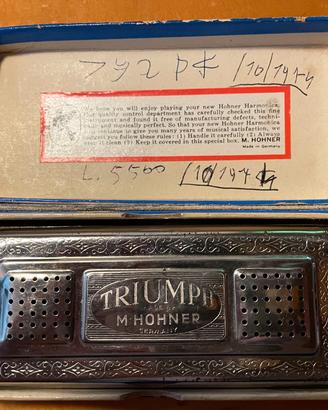 792 pk /10/1974
We hope you will enjoy playing your new Hohner Harmonica.
Our quality control department has carefully checked this fine
instrument and found it free of manufacturing defects, techni-
cally and musically perfect. So that your new Hohner Harmonica
may continue to give you many years of musical satisfaction, we
suggest you follow these rules: (1) Handle it carefully (2) Always
keep it clean (3) Keep it covered in this special box. M. HOHNER
Made in Germany
L. 5500 /10/1974
TRIUMPH
M. HOHNER
GERMANY